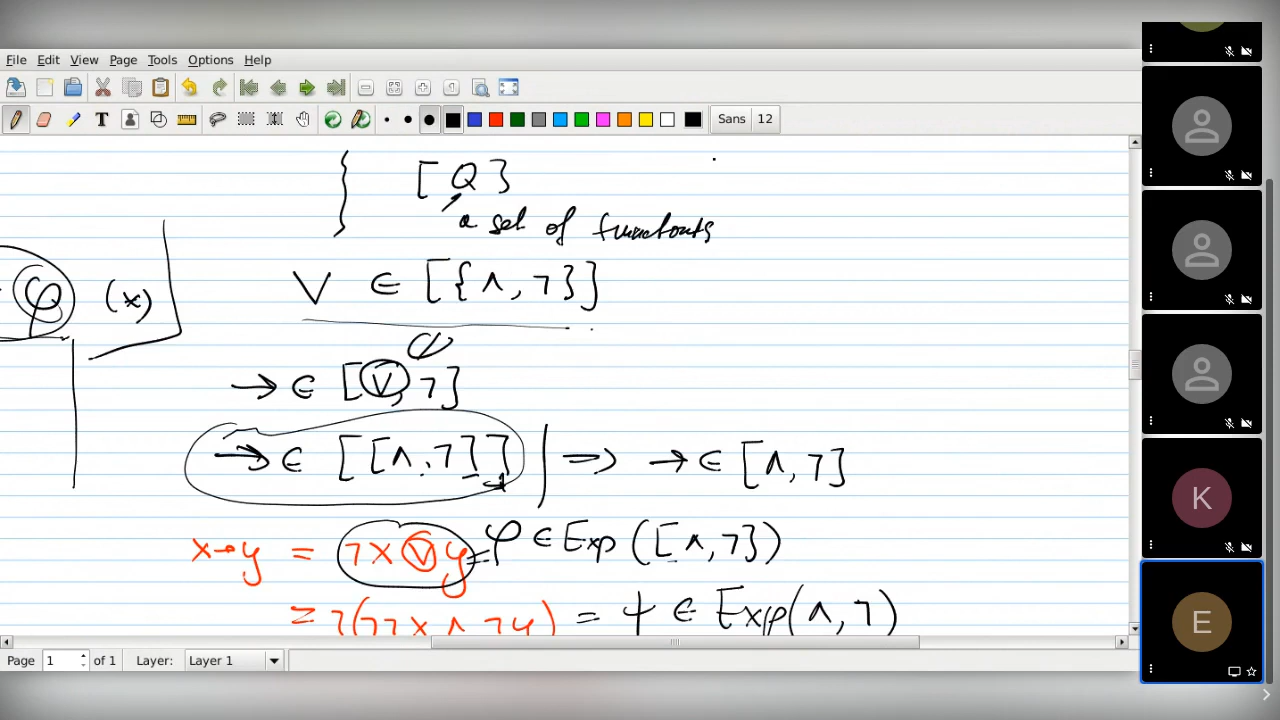 File Edit View Page Tools Options Help
Sans 12
[ Q ]
a set of functouts
φ (x)
V ∈ [{∧, ¬}]
→ ∈ [V, ¬]
→ ∈ [[∧, ¬]] | => → ∈ [∧, ¬]
x→y = ¬x V y = φ ∈ Exp([∧, ¬])
= ¬(¬¬x ∧ ¬y) = ψ ∈ Exp(∧, ¬)
K
E
Page 1 of 1 Layer: Layer 1